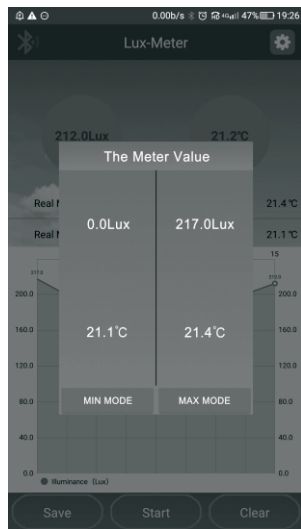 0.00b/s 4G 47% 19:26
Lux-Meter
212.0Lux 21.2℃
The Meter Value
Real 21.4℃
Real 21.1℃
0.0Lux 217.0Lux
15
200.0 200.0
160.0 160.0
21.1℃ 21.4℃
120.0 120.0
MIN MODE MAX MODE
80.0 80.0
40.0 40.0
0.0 0.0
Illuminance (Lux)
Save Start Clear